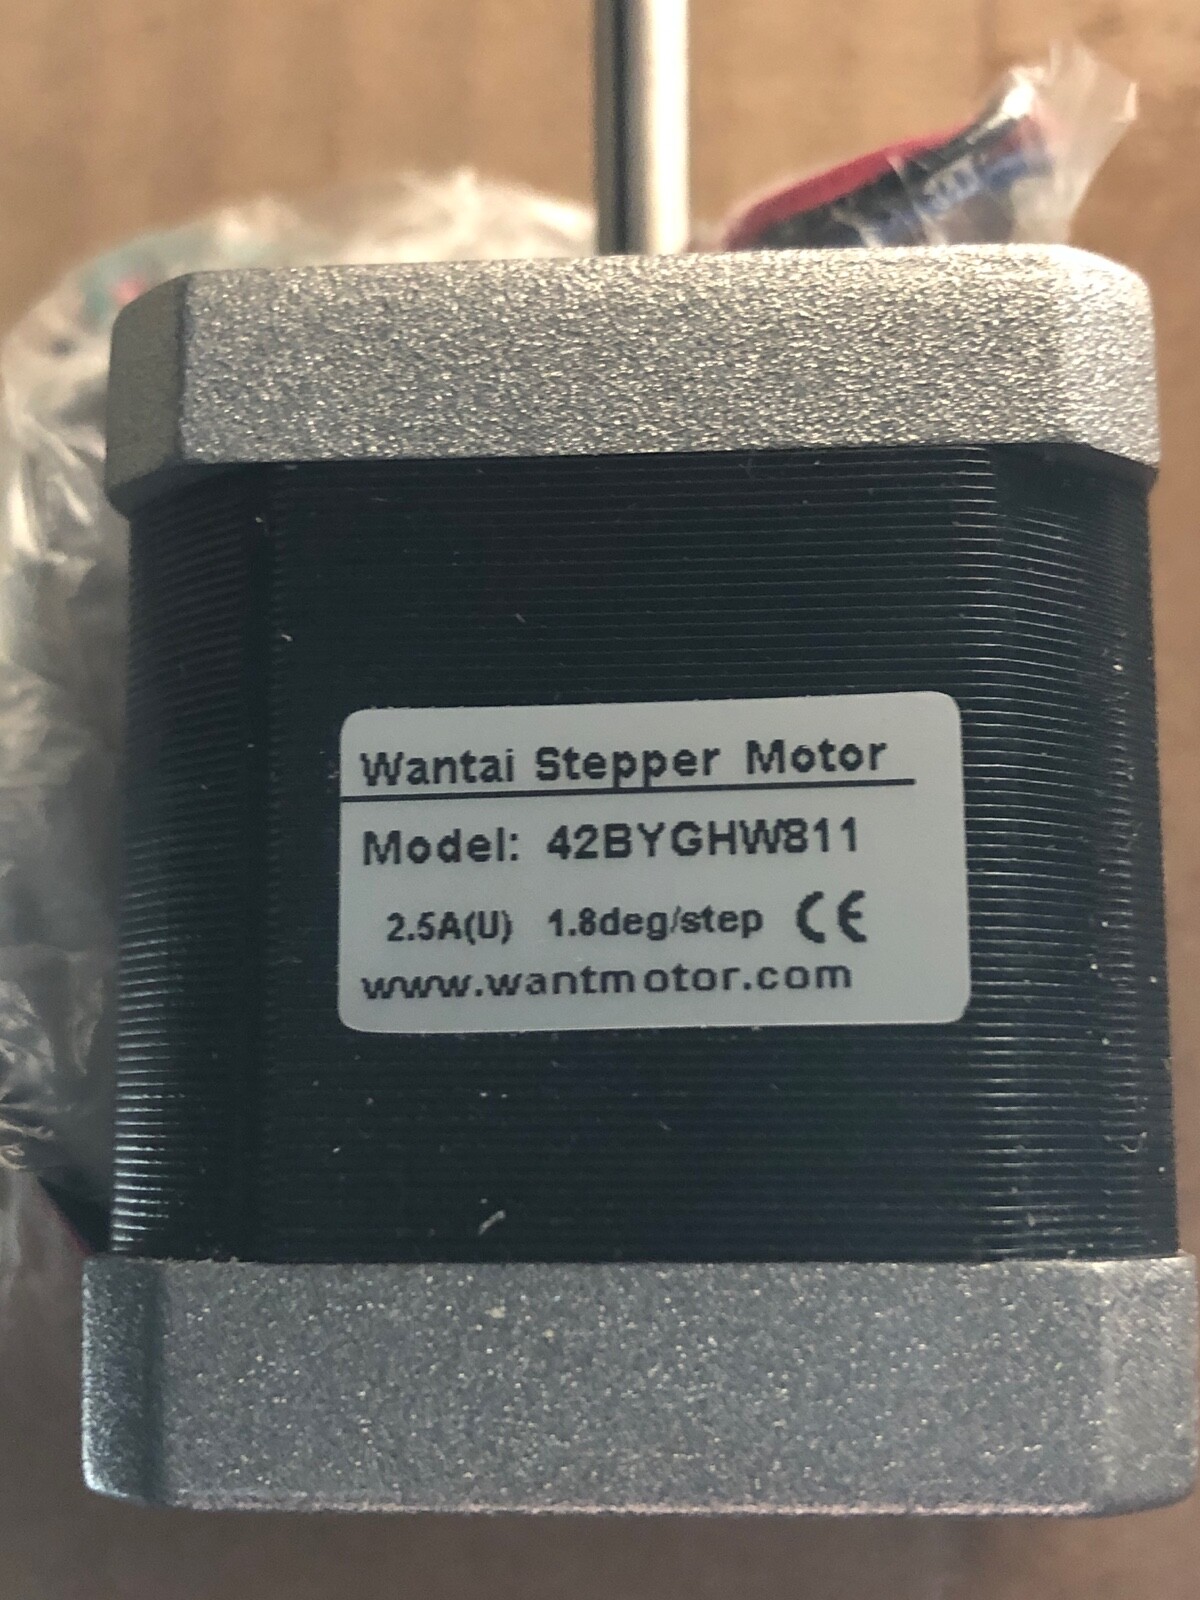 Wantai Stepper Motor
Model: 42BYGHW811
2.5A(U) 1.8deg/step CE
www.wantmotor.com